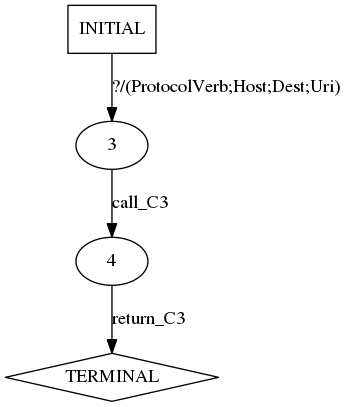 INITIAL
?/(ProtocolVerb;Host;Dest;Uri)
3
call_C3
4
return_C3
TERMINAL